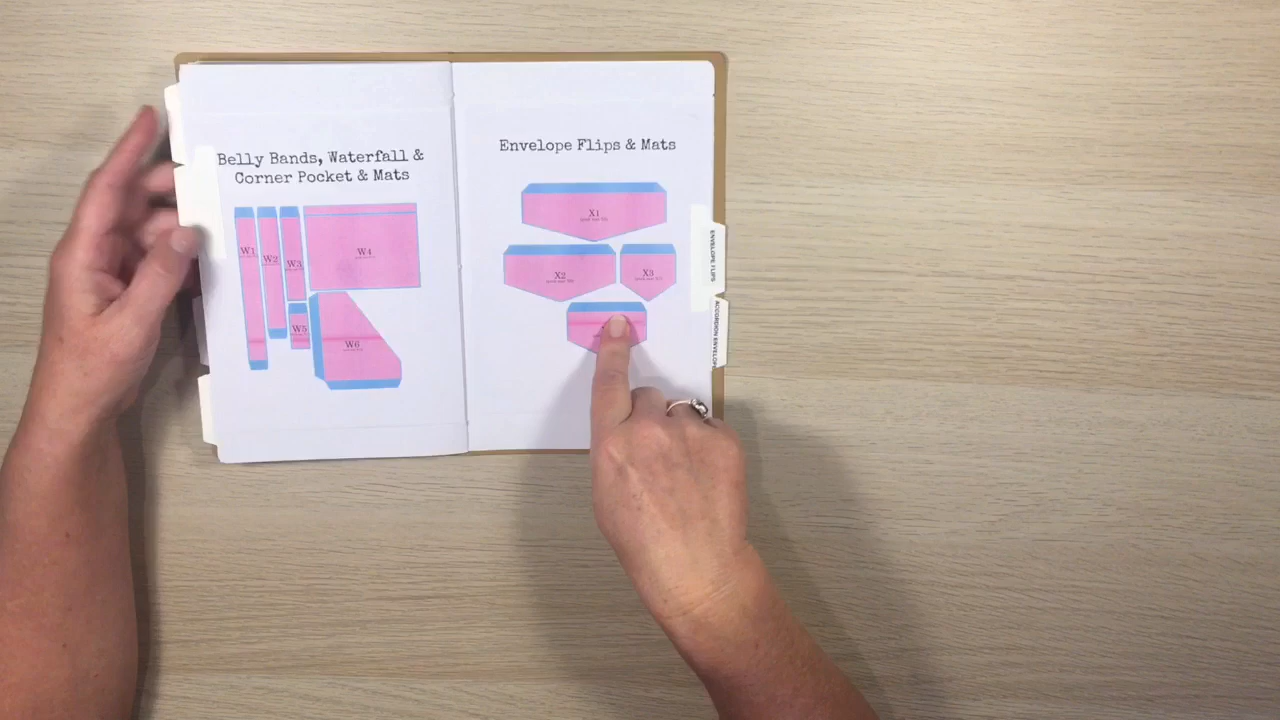 Belly Bands, Waterfall &
Corner Pocket & Mats
W1
W2
W3
W4
W5
W6
Envelope Flips & Mats
X1
X2
X3
ENVELOPE FLIPS
ACCORDION ENVELOP